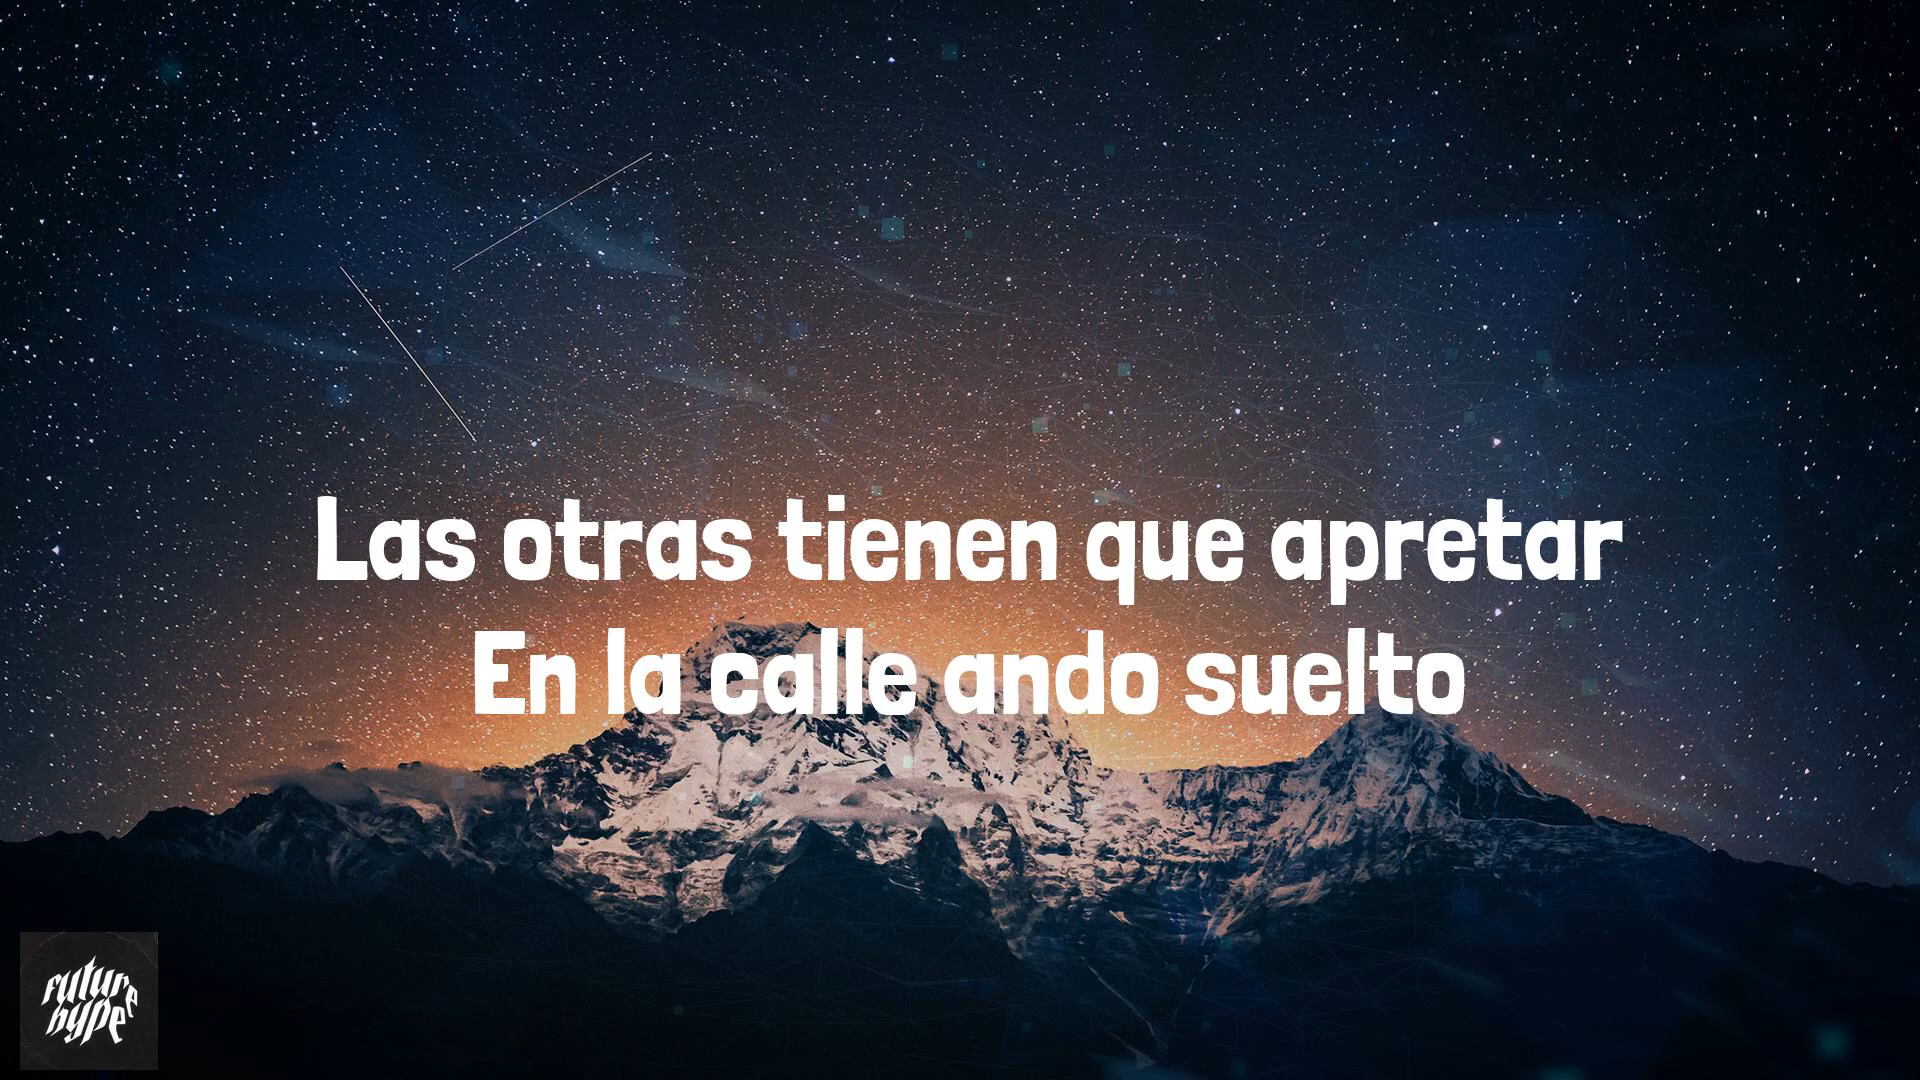 Las otras tienen que apretar
En la calle ando suelto
future
hype